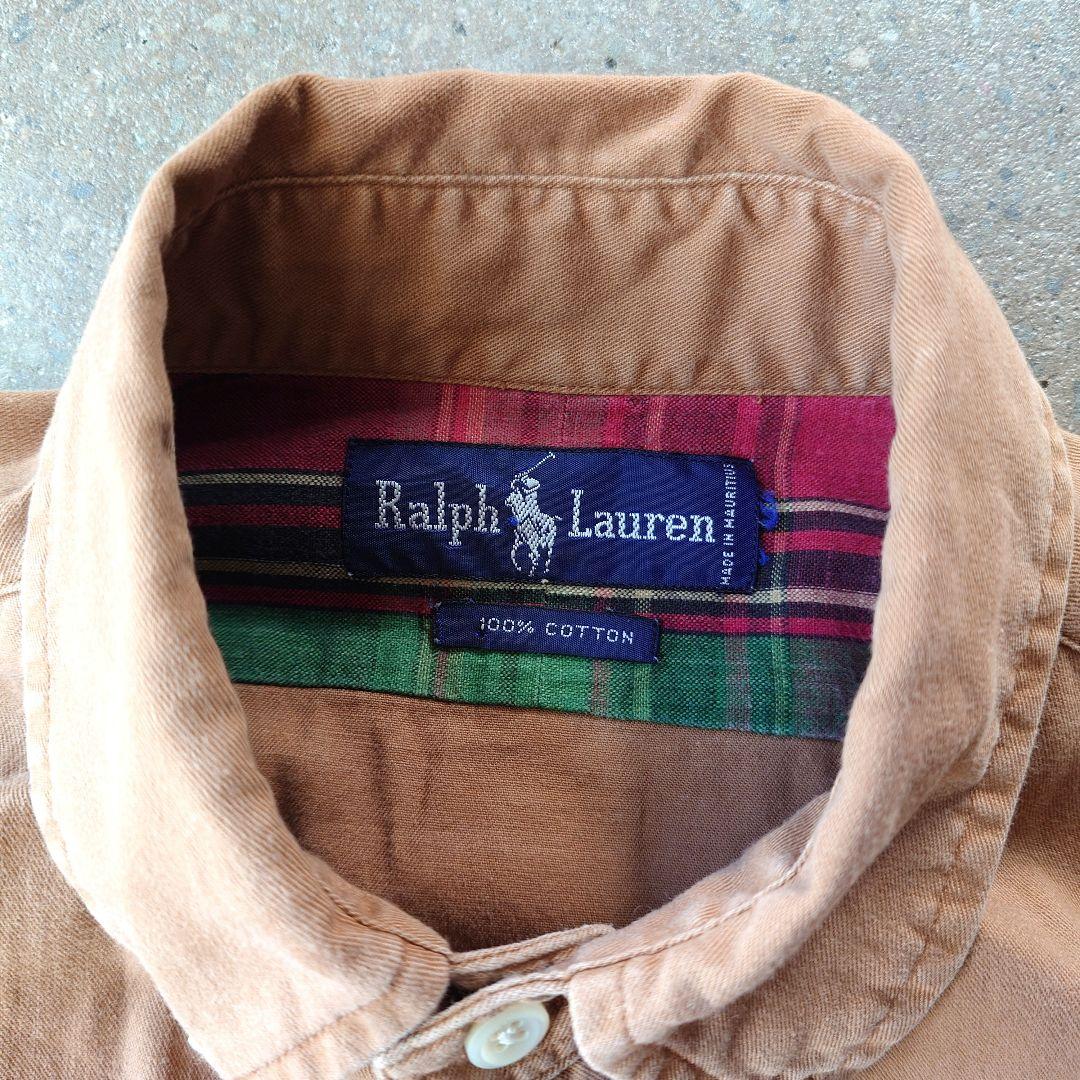 Ralph Lauren
MADE IN MAURITIUS
100% COTTON